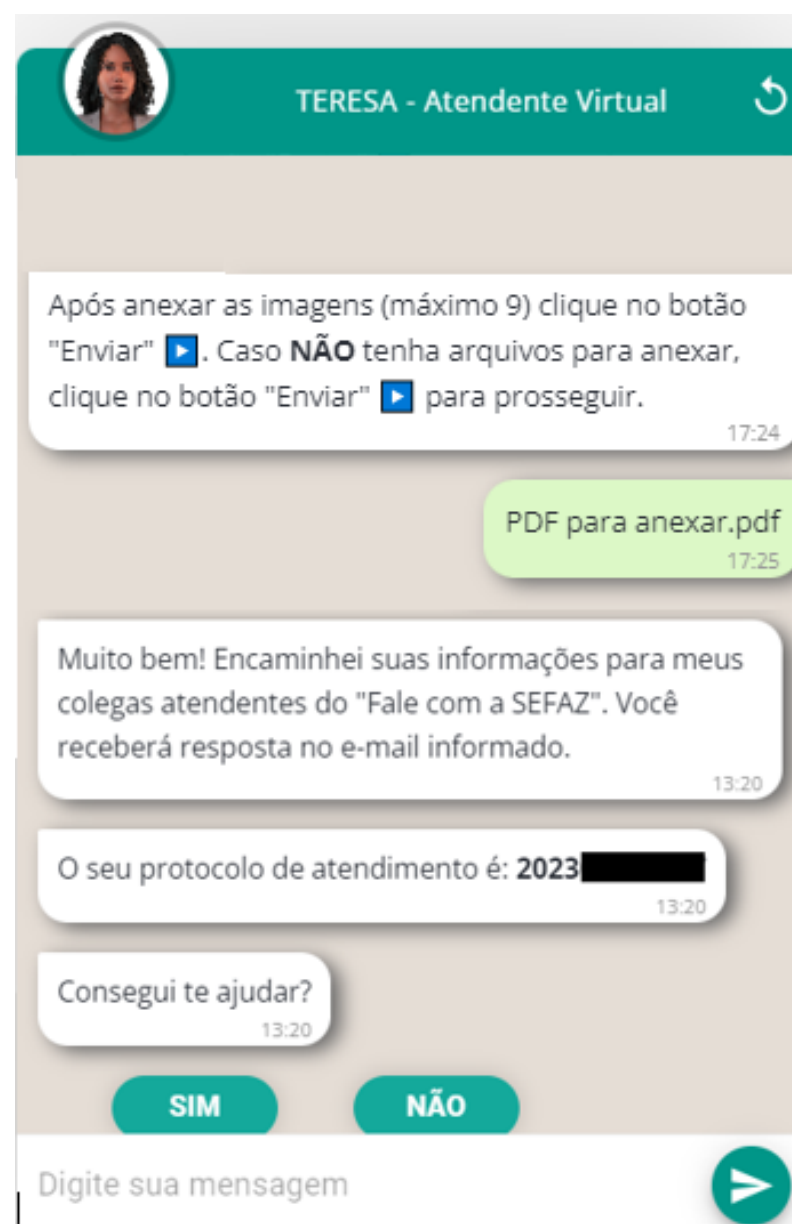 TERESA - Atendente Virtual
Após anexar as imagens (máximo 9) clique no botão
"Enviar" ▶. Caso NÃO tenha arquivos para anexar,
clique no botão "Enviar" ▶ para prosseguir.
17:24
PDF para anexar.pdf
17:25
Muito bem! Encaminhei suas informações para meus
colegas atendentes do "Fale com a SEFAZ". Você
receberá resposta no e-mail informado.
13:20
O seu protocolo de atendimento é: 2023
13:20
Consegui te ajudar?
13:20
SIM NÃO
Digite sua mensagem